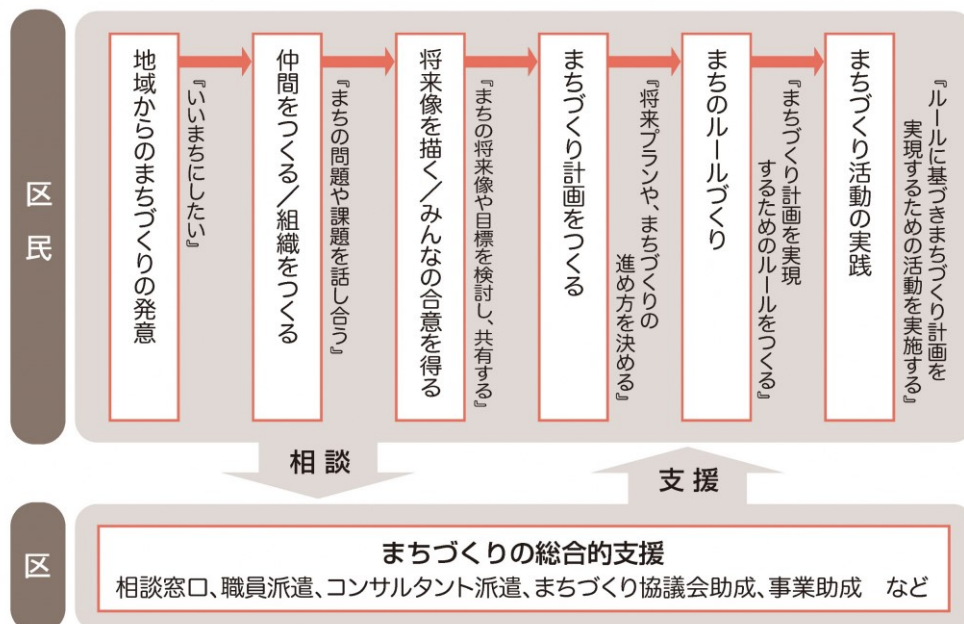 区民
地域からのまちづくりの発意
『いいまちにしたい』
仲間をつくる/組織をつくる
『まちの問題や課題を話し合う』
将来像を描く/みんなの合意を得る
『まちの将来像や目標を検討し、共有する』
まちづくり計画をつくる
『将来プランや、まちづくりの
進め方を決める』
まちのルールづくり
『まちづくり計画を実現
するためのルールをつくる』
まちづくり活動の実践
『ルールに基づきまちづくり計画を
実現するための活動を実施する』
相談
支援
区
まちづくりの総合的支援
相談窓口、職員派遣、コンサルタント派遣、まちづくり協議会助成、事業助成　など